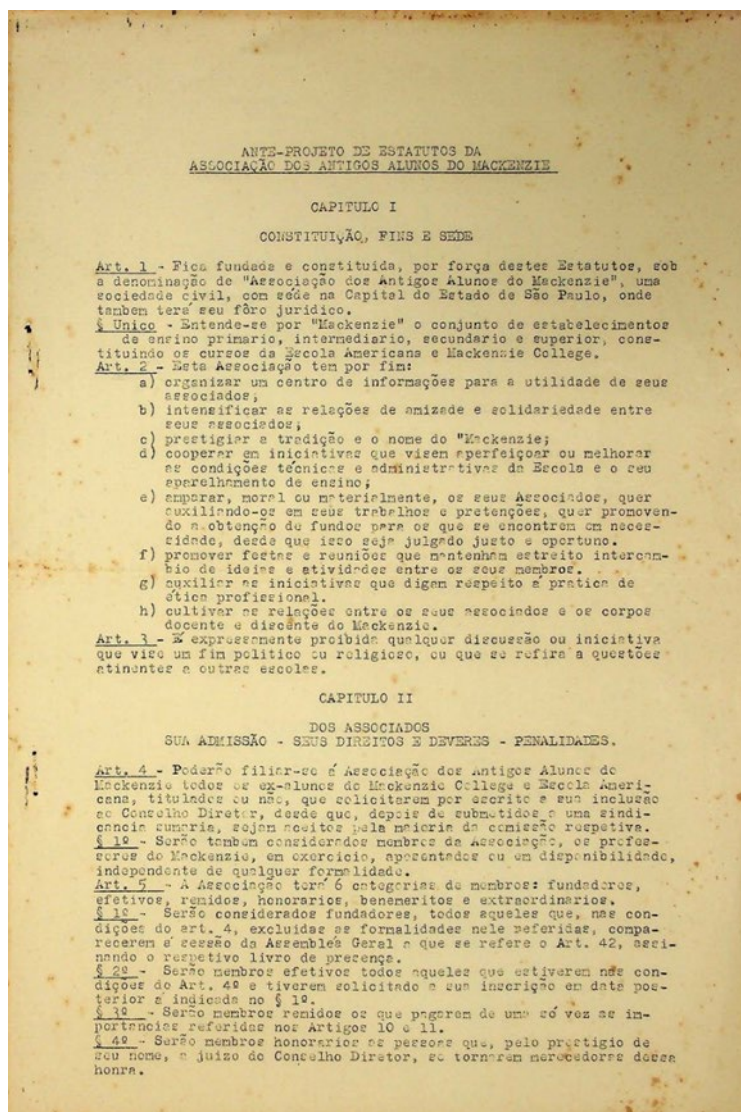 ANTE-PROJETO DE ESTATUTOS DA
ASSOCIAÇÃO DOS ANTIGOS ALUNOS DO MACKENZIE
CAPITULO I
CONSTITUIÇÃO, FINS E SEDE
Art. 1 - Fica fundada e constituida, por força destes Estatutos, sob
a denominação de "Associação dos Antigos Alunos do Mackenzie", uma
sociedade civil, com séde na Capital do Estado de São Paulo, onde
tambem terá seu fôro juridico.
§ Unico - Entende-se por "Mackenzie" o conjunto de estabelecimentos
de ensino primario, intermediario, secundario e superior, cons-
tituindo os cursos da Escola Americana e Mackenzie College.
Art. 2 - Esta Associação tem por fim:
a) organizar um centro de informações para a utilidade de seus
associados;
b) intensificar as relações de amizade e solidariedade entre
seus associados;
c) prestigiar a tradição e o nome do "Mackenzie;
d) cooperar em iniciativas que visem aperfeiçoar ou melhorar
as condições técnicas e administrativas da Escola e o seu
aparelhamento de ensino;
e) amparar, moral ou materialmente, os seus Associados, quer
auxiliando-os em seus trabalhos e pretenções, quer promoven-
do a obtenção de fundos para os que se encontrem em neces-
sidade, desde que isso seja julgado justo e oportuno.
f) promover festas e reuniões que mantenham estreito intercam-
bio de ideias e atividades entre os seus membros.
g) auxiliar as iniciativas que digam respeito á pratica de
ética profissional.
h) cultivar as relações entre os seus associados e os corpos
docente e discente do Mackenzie.
Art. 3 - É expressamente proibida qualquer discussão ou iniciativa
que vise um fim politico ou religioso, ou que se refira a questões
atinentes a outras escolas.
CAPITULO II
DOS ASSOCIADOS
SUA ADMISSÃO - SEUS DIREITOS E DEVERES - PENALIDADES.
Art. 4 - Poderão filiar-se á Associação dos Antigos Alunos do
Mackenzie todos os ex-alunos do Mackenzie College e Escola Ameri-
cana, titulados ou não, que solicitarem por escrito a sua inclusão
ao Conselho Diretor, desde que, depois de submetidos a uma sindi-
cancia sumaria, sejam aceitos pela maioria da comissão respetiva.
§ 1º - Serão tambem considerados membros da Associação, os profes-
sores do Mackenzie, em exercicio, aposentados ou em disponibilidade,
independente de qualquer formalidade.
Art. 5 - A Associação terá 6 categorias de membros: fundadores,
efetivos, remidos, honorarios, benemeritos e extraordinarios.
§ 1º - Serão considerados fundadores, todos aqueles que, nas con-
dições do art. 4, excluidas as formalidades nele referidas, compa-
recerem á sessão da Assembléa Geral a que se refere o Art. 42, assi-
nando o respetivo livro de presença.
§ 2º - Serão membros efetivos todos aqueles que estiverem nas con-
dições do Art. 4º e tiverem solicitado a sua inscrição em data pos-
terior á indicada no § 1º.
§ 3º - Serão membros remidos os que pagarem de uma só vez as im-
portancias referidas nos Artigos 10 e 11.
§ 4º - Serão membros honorarios as pessoas que, pelo prestigio de
seu nome, a juizo do Conselho Diretor, se tornarem merecedoras dessa
honra.